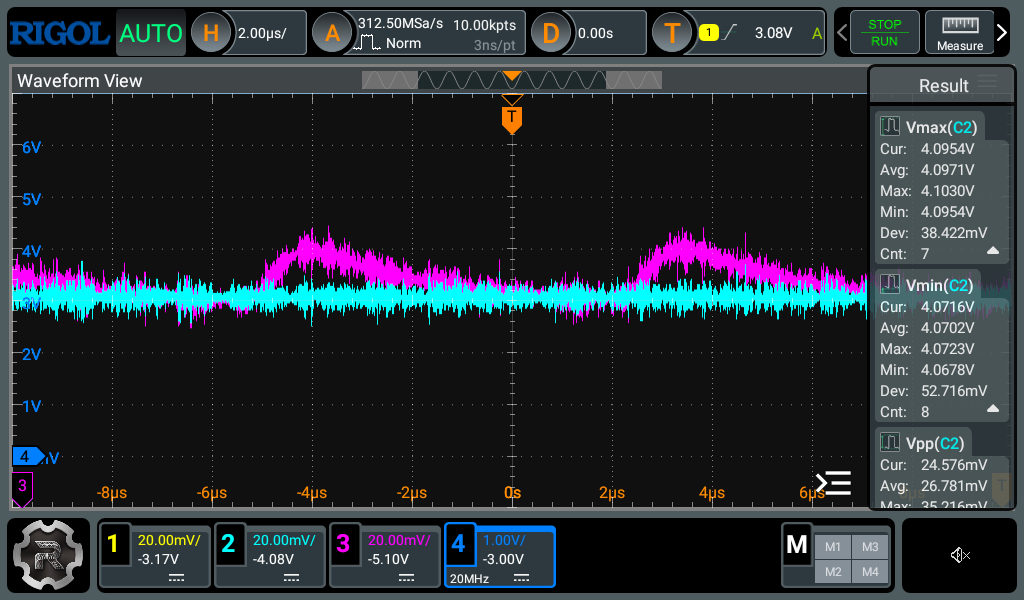 RIGOL AUTO H 2.00μs/ A 312.50MSa/s 10.00kpts D 0.00s T 1 3.08V A STOP
Norm 3ns/pt RUN Measure
Waveform View
Result
T
6V
5V
4V
3V
2V
1V
4
3
-8μs -6μs -4μs -2μs 0s 2μs 4μs 6μs
Vmax(C2)
Cur: 4.0954V
Avg: 4.0971V
Max: 4.1030V
Min: 4.0954V
Dev: 38.422mV
Cnt: 7
Vmin(C2)
Cur: 4.0716V
Avg: 4.0702V
Max: 4.0723V
Min: 4.0678V
Dev: 52.716mV
Cnt: 8
Vpp(C2)
Cur: 24.576mV
Avg: 26.781mV
Max: 35.216mV
1 20.00mV/
-3.17V
2 20.00mV/
-4.08V
3 20.00mV/
-5.10V
4 1.00V/
-3.00V
20MHz
M M1 M3
M2 M4
R